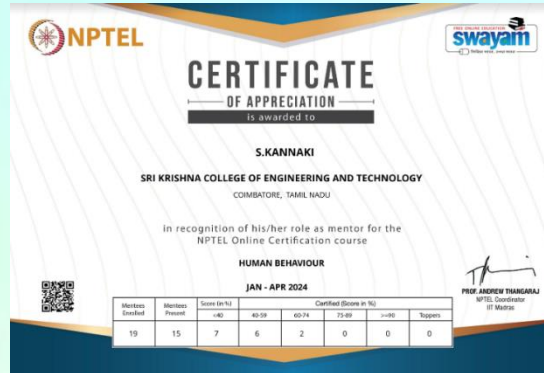 NPTEL
FREE ONLINE EDUCATION
swayam
CERTIFICATE
OF APPRECIATION
is awarded to
S.KANNAKI
SRI KRISHNA COLLEGE OF ENGINEERING AND TECHNOLOGY
COIMBATORE, TAMIL NADU
in recognition of his/her role as mentor for the
NPTEL Online Certification course
HUMAN BEHAVIOUR
JAN - APR 2024
PROF. ANDREW THANGARAJ
NPTEL Coordinator
IIT Madras
Mentees Enrolled Mentees Present Score (in %) Certified (Score in %)
<40 40-59 60-74 75-89 >=90 Toppers
19 15 7 6 2 0 0 0